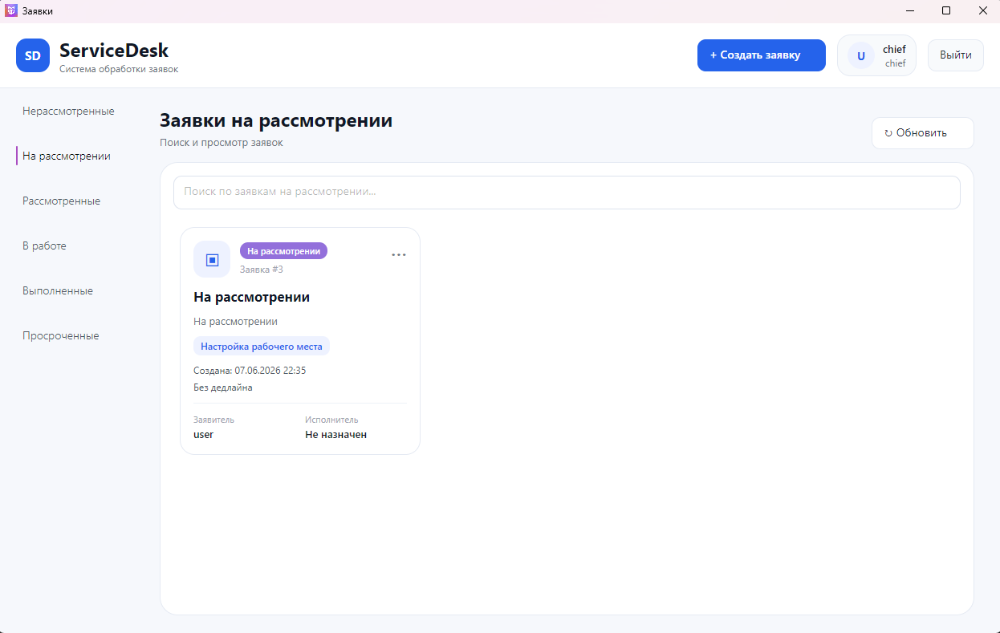 Заявки
SD
ServiceDesk
Система обработки заявок
+ Создать заявку
U
chief
chief
Выйти
Нерассмотренные
На рассмотрении
Рассмотренные
В работе
Выполненные
Просроченные
Заявки на рассмотрении
Поиск и просмотр заявок
↻ Обновить
Поиск по заявкам на рассмотрении...
На рассмотрении
Заявка #3
На рассмотрении
На рассмотрении
Настройка рабочего места
Создана: 07.06.2026 22:35
Без дедлайна
Заявитель
user
Исполнитель
Не назначен